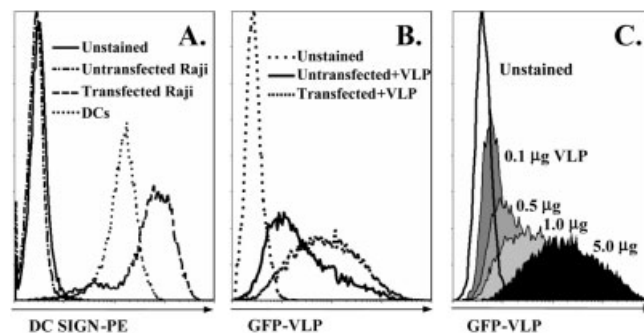 A.
Unstained
Untransfected Raji
Transfected Raji
DCs
DC SIGN-PE
B.
Unstained
Untransfected+VLP
Transfected+VLP
GFP-VLP
C.
Unstained
0.1 µg VLP
0.5 µg
1.0 µg
5.0 µg
GFP-VLP